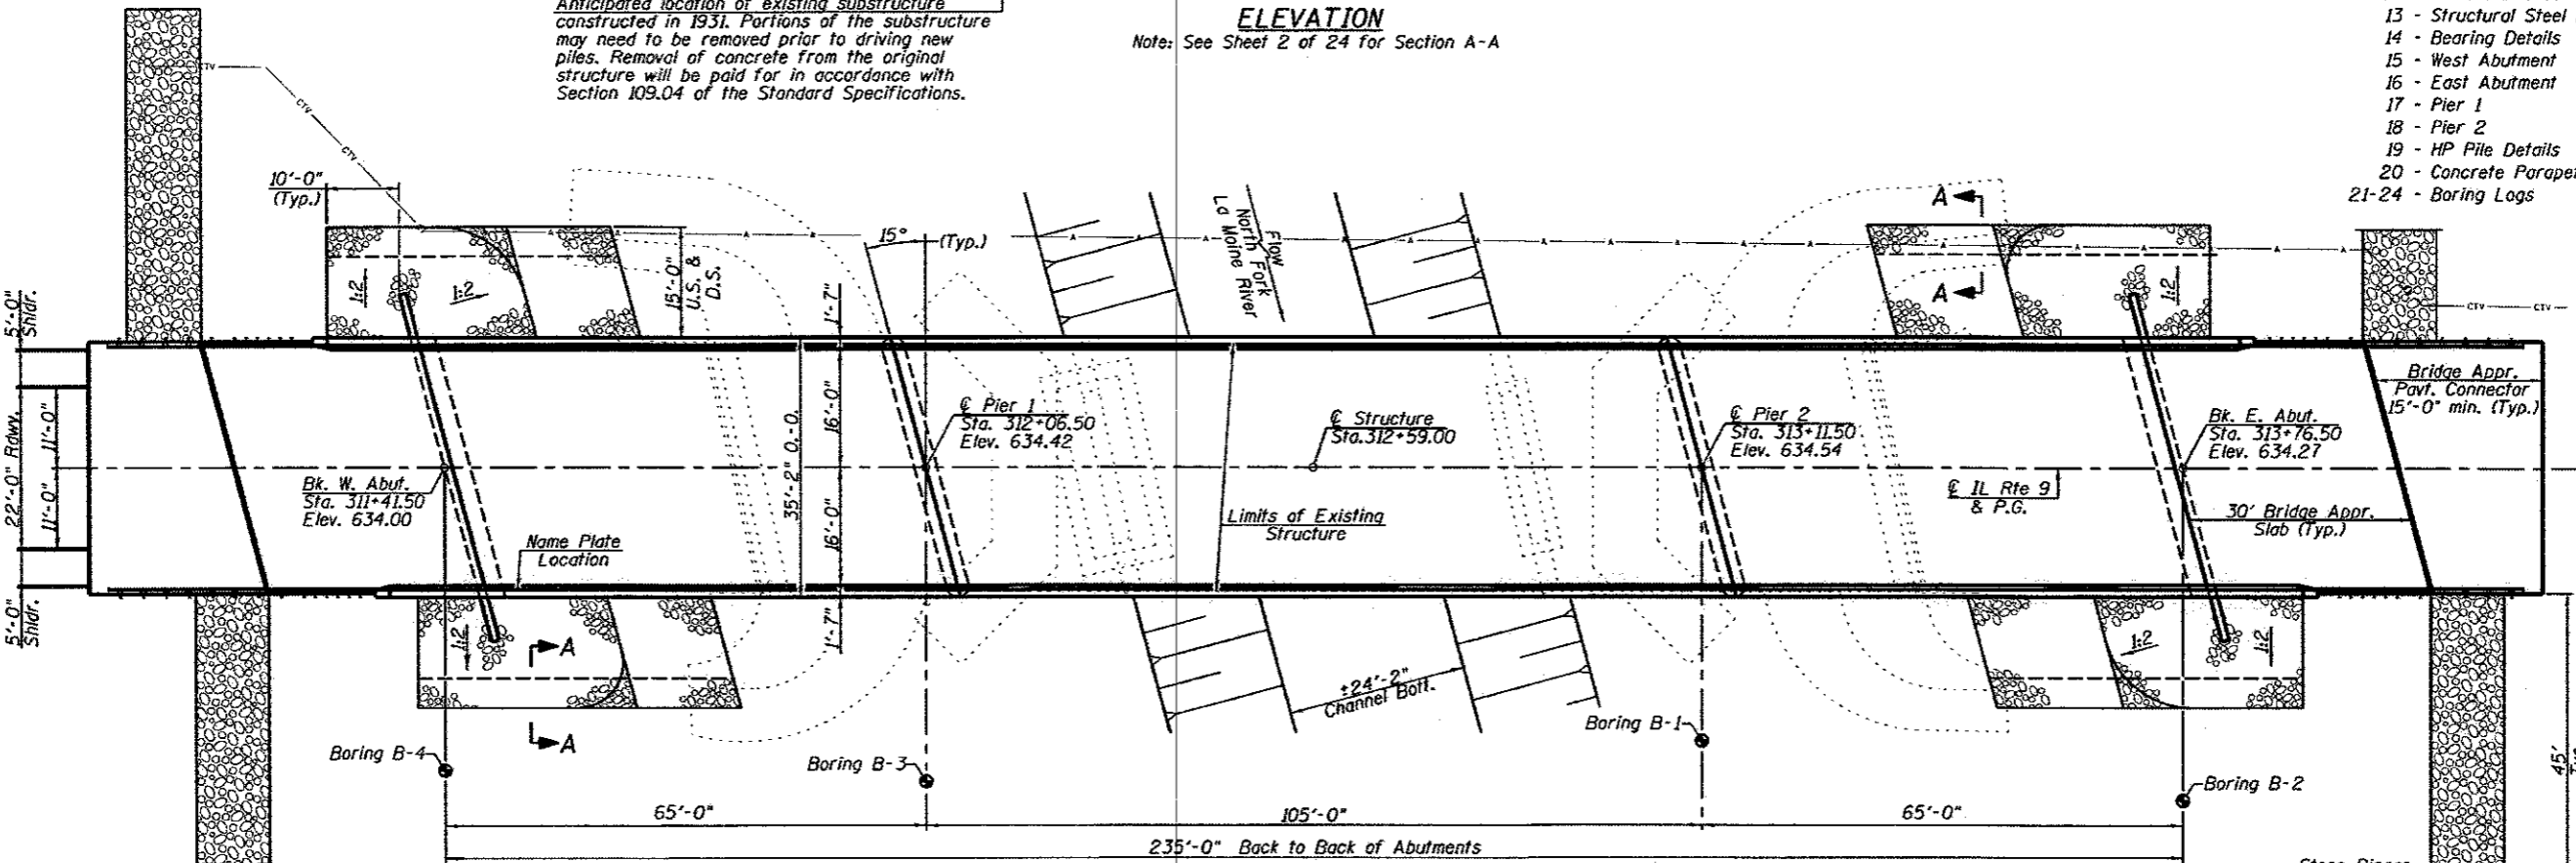 Anticipated location of existing substructure
constructed in 1931. Portions of the substructure
may need to be removed prior to driving new
piles. Removal of concrete from the original
structure will be paid for in accordance with
Section 109.04 of the Standard Specifications.
ELEVATION
Note: See Sheet 2 of 24 for Section A-A
13 - Structural Steel
14 - Bearing Details
15 - West Abutment
16 - East Abutment
17 - Pier 1
18 - Pier 2
19 - HP Pile Details
20 - Concrete Parapet
21-24 - Boring Logs
CTV
CTV
CTV
10'-0"
(Typ.)
15°
(Typ.)
15'-0"
U.S. &
D.S.
1:2
1:2
Flow
North Fork
La Moine River
A
A
1:2
CTV
CTV
5'-0"
Shldr.
22'-0" Rdwy.
11'-0"
11'-0"
5'-0"
Shldr.
1'-7"
16'-0"
35'-2" O.-O.
16'-0"
1'-7"
Bk. W. Abut.
Sta. 311+41.50
Elev. 634.00
℄ Pier 1
Sta. 312+06.50
Elev. 634.42
℄ Structure
Sta.312+59.00
℄ Pier 2
Sta. 313+11.50
Elev. 634.54
Bk. E. Abut.
Sta. 313+76.50
Elev. 634.27
Bridge Appr.
Pavt. Connector
15'-0" min. (Typ.)
℄ IL Rte 9
& P.G.
30' Bridge Appr.
Slab (Typ.)
Name Plate
Location
Limits of Existing
Structure
1:2
A
A
±24'-2"
Channel Bott.
1:2
1:2
Boring B-4
Boring B-3
Boring B-1
Boring B-2
45'
65'-0"
105'-0"
65'-0"
235'-0" Back to Back of Abutments